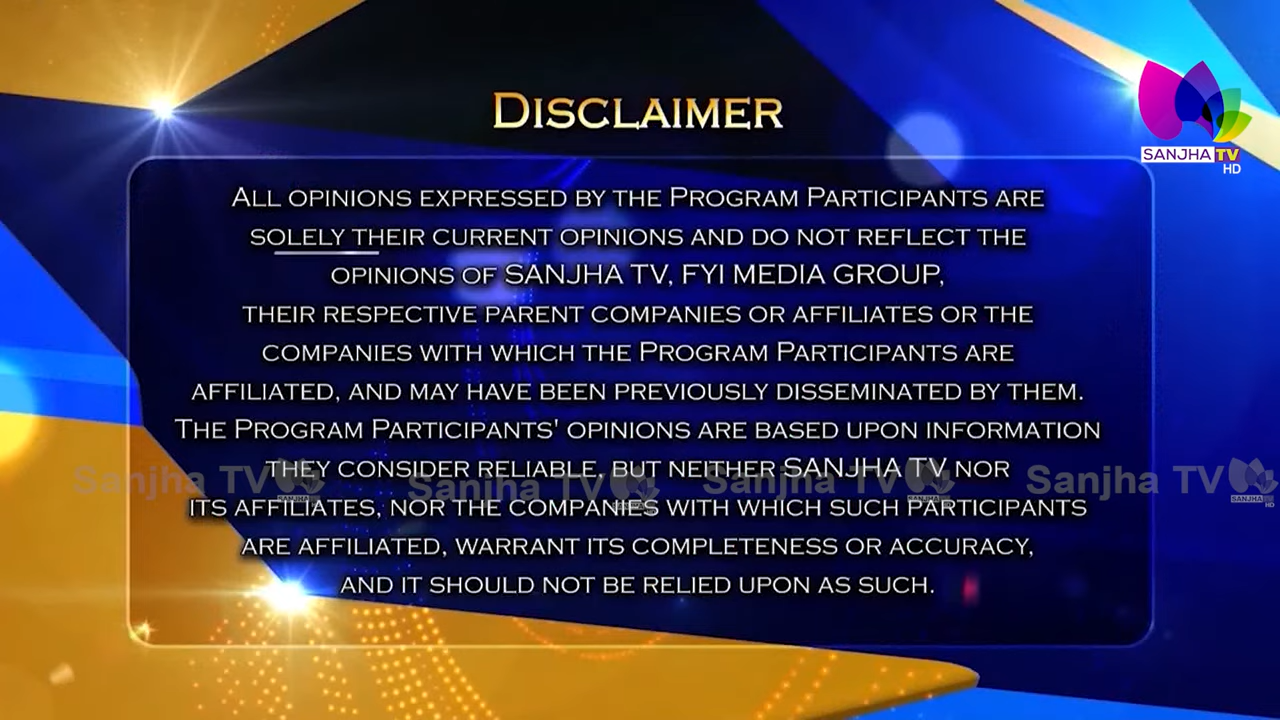 DISCLAIMER
SANJHA TV
HD
ALL OPINIONS EXPRESSED BY THE PROGRAM PARTICIPANTS ARE
SOLELY THEIR CURRENT OPINIONS AND DO NOT REFLECT THE
OPINIONS OF SANJHA TV, FYI MEDIA GROUP,
THEIR RESPECTIVE PARENT COMPANIES OR AFFILIATES OR THE
COMPANIES WITH WHICH THE PROGRAM PARTICIPANTS ARE
AFFILIATED, AND MAY HAVE BEEN PREVIOUSLY DISSEMINATED BY THEM.
THE PROGRAM PARTICIPANTS' OPINIONS ARE BASED UPON INFORMATION
THEY CONSIDER RELIABLE, BUT NEITHER SANJHA TV NOR
ITS AFFILIATES, NOR THE COMPANIES WITH WHICH SUCH PARTICIPANTS
ARE AFFILIATED, WARRANT ITS COMPLETENESS OR ACCURACY,
AND IT SHOULD NOT BE RELIED UPON AS SUCH.
Sanjha TV Sanjha TV Sanjha TV Sanjha TV
SANJHA SANJHA SANJHA SANJHA
HD